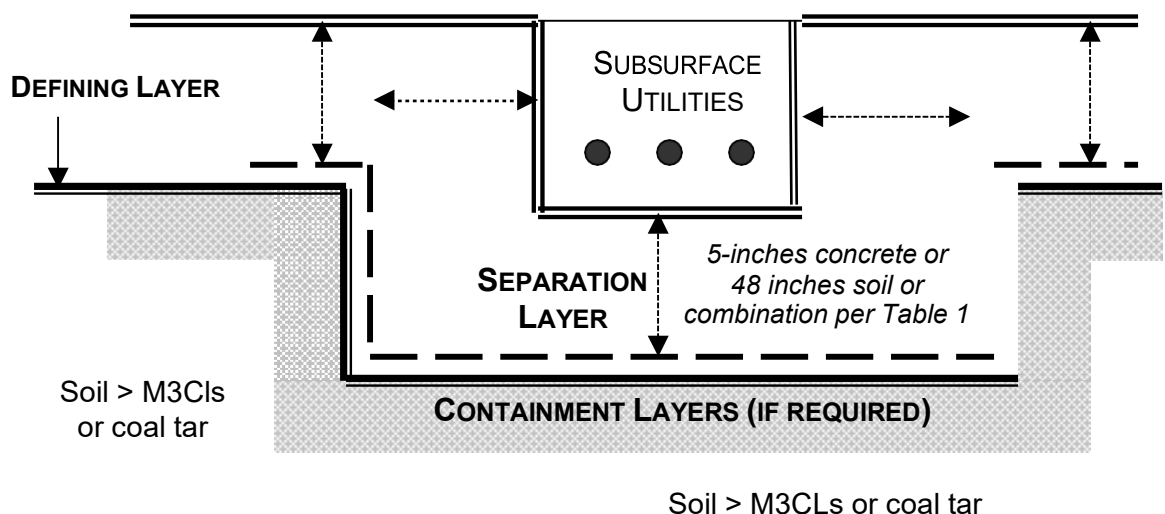 SUBSURFACE
UTILITIES
DEFINING LAYER
SEPARATION
LAYER
5-inches concrete or
48 inches soil or
combination per Table 1
Soil > M3Cls
or coal tar
CONTAINMENT LAYERS (IF REQUIRED)
Soil > M3CLs or coal tar